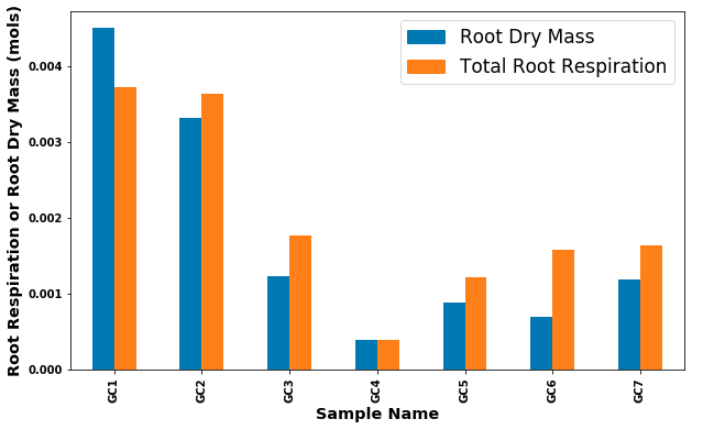 Root Respiration or Root Dry Mass (mols)
Root Dry Mass
Total Root Respiration
0.004
0.003
0.002
0.001
0.000
GC1 GC2 GC3 GC4 GC5 GC6 GC7
Sample Name